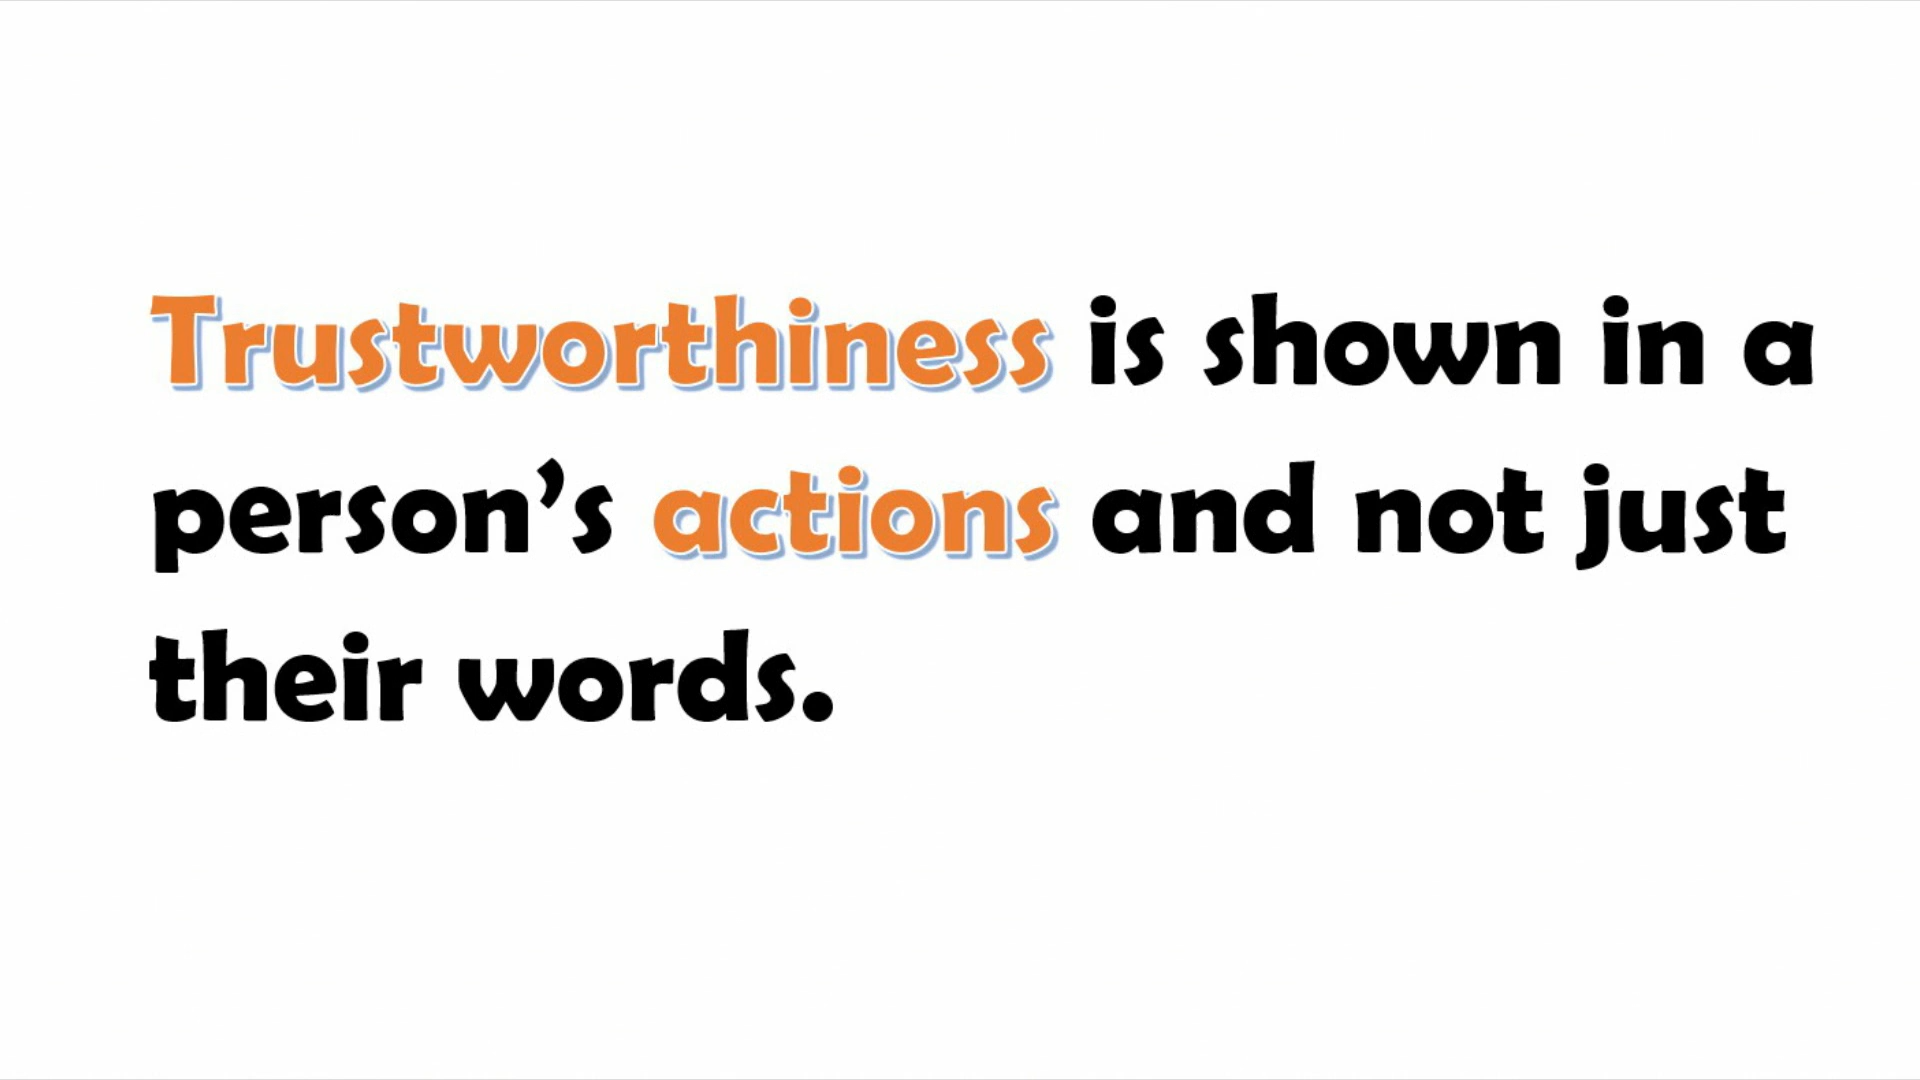 Trustworthiness is shown in a
person’s actions and not just
their words.